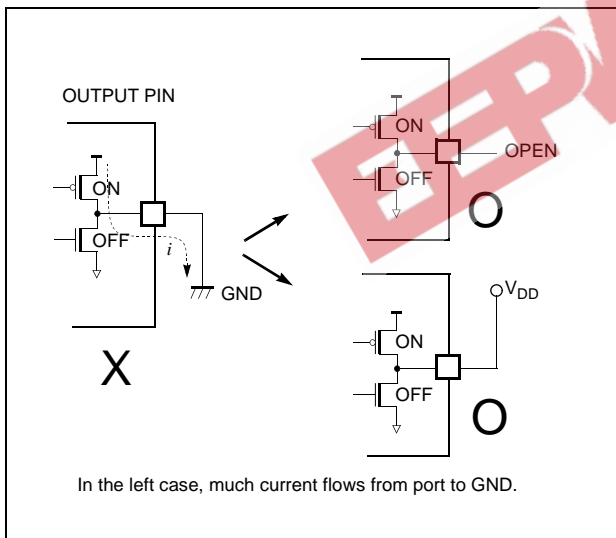 OUTPUT PIN
ON
OFF
i
GND
X
ON
OFF
OPEN
O
ON
OFF
VDD
O
In the left case, much current flows from port to GND.